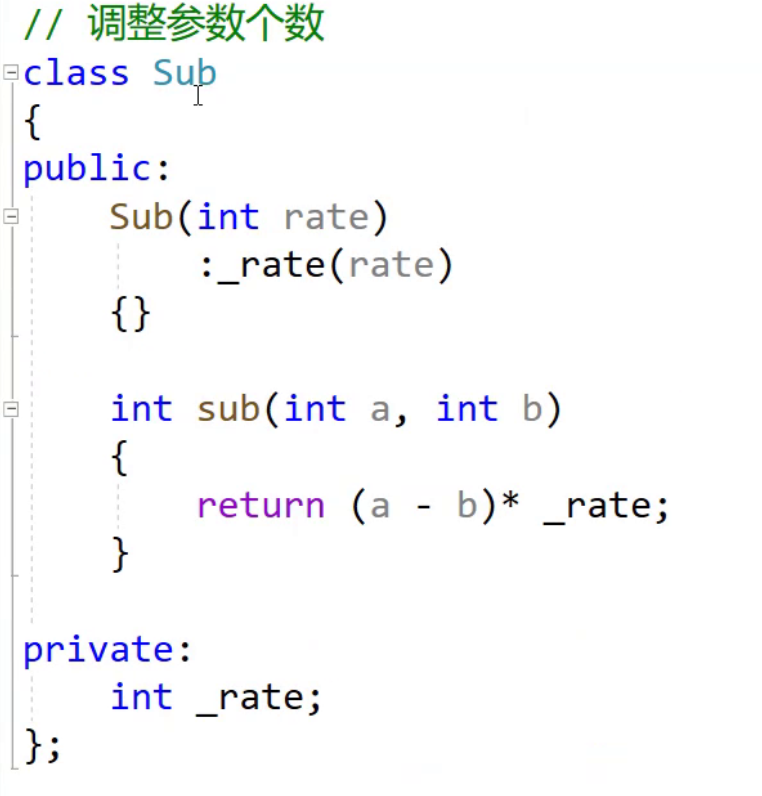 // 调整参数个数
class Sub
{
public:
    Sub(int rate)
        :_rate(rate)
    {}

    int sub(int a, int b)
    {
        return (a - b)* _rate;
    }

private:
    int _rate;
};